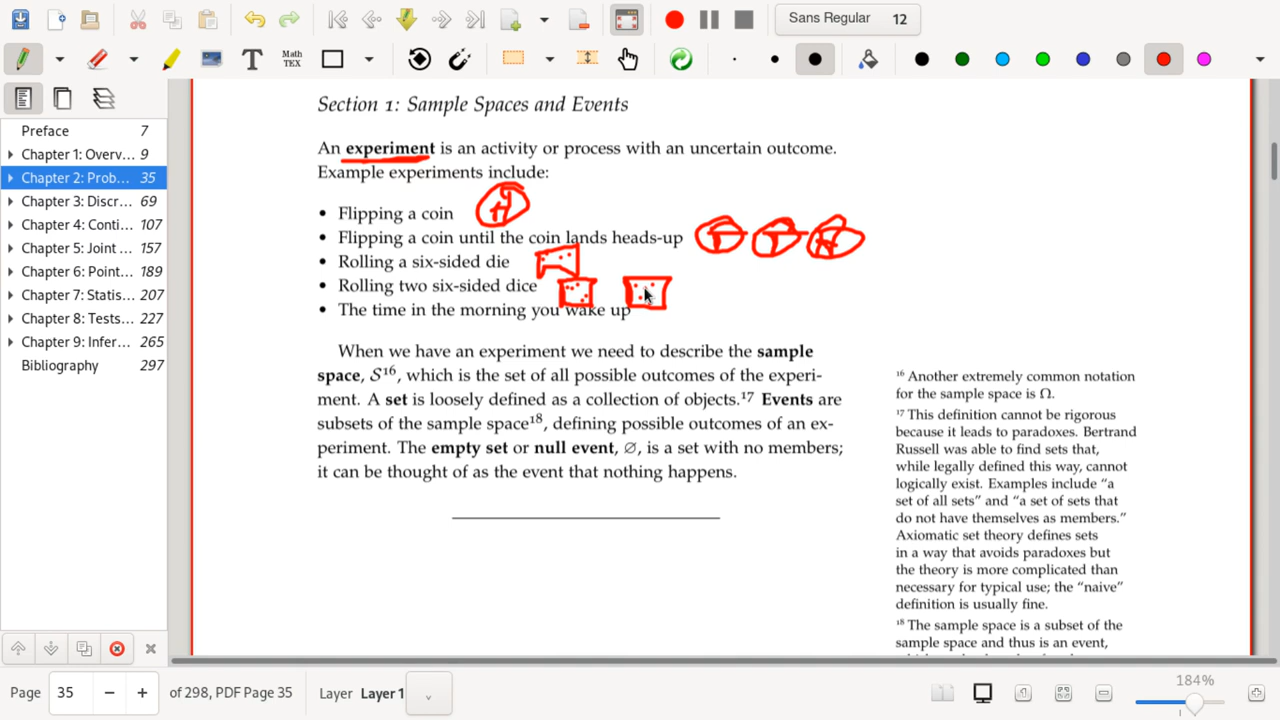 Sans Regular 12
T Math TEX
Preface 7
Chapter 1: Overv... 9
Chapter 2: Prob... 35
Chapter 3: Discr... 69
Chapter 4: Conti... 107
Chapter 5: Joint ... 157
Chapter 6: Point... 189
Chapter 7: Statis... 207
Chapter 8: Tests... 227
Chapter 9: Infer... 265
Bibliography 297
Section 1: Sample Spaces and Events
An experiment is an activity or process with an uncertain outcome.
Example experiments include:
• Flipping a coin H
• Flipping a coin until the coin lands heads-up T T H
• Rolling a six-sided die
• Rolling two six-sided dice
• The time in the morning you wake up
When we have an experiment we need to describe the sample
space, 𝒮¹⁶, which is the set of all possible outcomes of the experi-
ment. A set is loosely defined as a collection of objects.¹⁷ Events are
subsets of the sample space¹⁸, defining possible outcomes of an ex-
periment. The empty set or null event, ∅, is a set with no members;
it can be thought of as the event that nothing happens.
¹⁶ Another extremely common notation
for the sample space is Ω.
¹⁷ This definition cannot be rigorous
because it leads to paradoxes. Bertrand
Russell was able to find sets that,
while legally defined this way, cannot
logically exist. Examples include “a
set of all sets” and “a set of sets that
do not have themselves as members.”
Axiomatic set theory defines sets
in a way that avoids paradoxes but
the theory is more complicated than
necessary for typical use; the “naive”
definition is usually fine.
¹⁸ The sample space is a subset of the
sample space and thus is an event,
Page 35 − + of 298, PDF Page 35 Layer Layer 1 184%